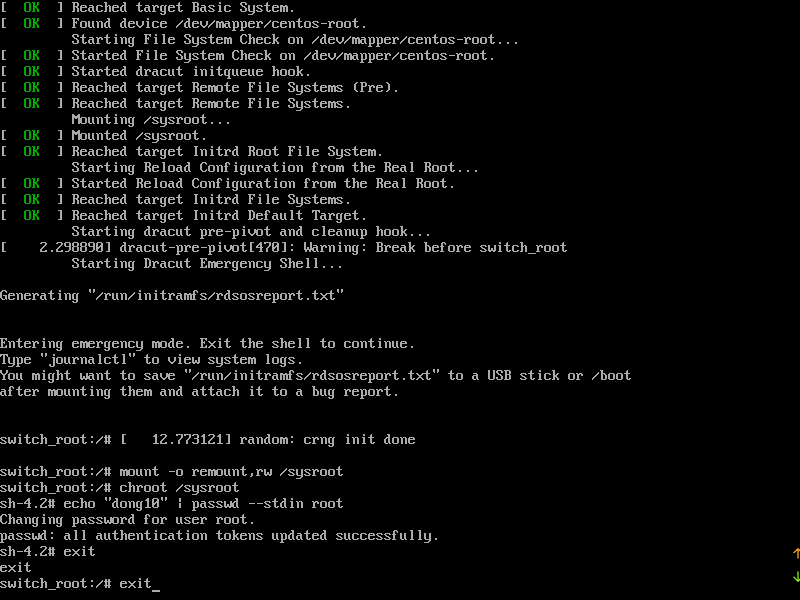 [  OK  ] Reached target Basic System.
[  OK  ] Found device /dev/mapper/centos-root.
         Starting File System Check on /dev/mapper/centos-root...
[  OK  ] Started File System Check on /dev/mapper/centos-root.
[  OK  ] Started dracut initqueue hook.
[  OK  ] Reached target Remote File Systems (Pre).
[  OK  ] Reached target Remote File Systems.
         Mounting /sysroot...
[  OK  ] Mounted /sysroot.
[  OK  ] Reached target Initrd Root File System.
         Starting Reload Configuration from the Real Root...
[  OK  ] Started Reload Configuration from the Real Root.
[  OK  ] Reached target Initrd File Systems.
[  OK  ] Reached target Initrd Default Target.
         Starting dracut pre-pivot and cleanup hook...
[    2.298890] dracut-pre-pivot[470]: Warning: Break before switch_root
         Starting Dracut Emergency Shell...
Generating "/run/initramfs/rdsosreport.txt"
Entering emergency mode. Exit the shell to continue.
Type "journalctl" to view system logs.
You might want to save "/run/initramfs/rdsosreport.txt" to a USB stick or /boot
after mounting them and attach it to a bug report.
switch_root:/# [   12.773121] random: crng init done
switch_root:/# mount -o remount,rw /sysroot
switch_root:/# chroot /sysroot
sh-4.2# echo "dong10" | passwd --stdin root
Changing password for user root.
passwd: all authentication tokens updated successfully.
sh-4.2# exit
exit
switch_root:/# exit_